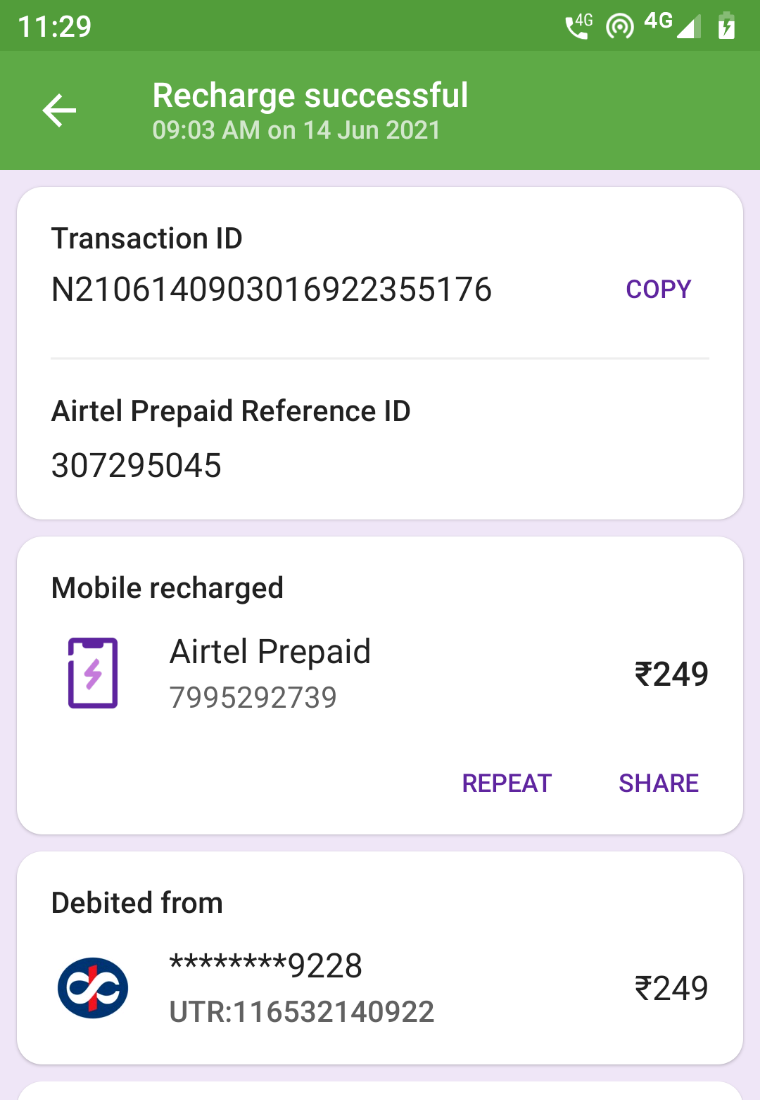 11:29
4G
4G
Recharge successful
09:03 AM on 14 Jun 2021
Transaction ID
N2106140903016922355176
COPY
Airtel Prepaid Reference ID
307295045
Mobile recharged
Airtel Prepaid
₹249
7995292739
REPEAT SHARE
Debited from
********9228
₹249
UTR:116532140922